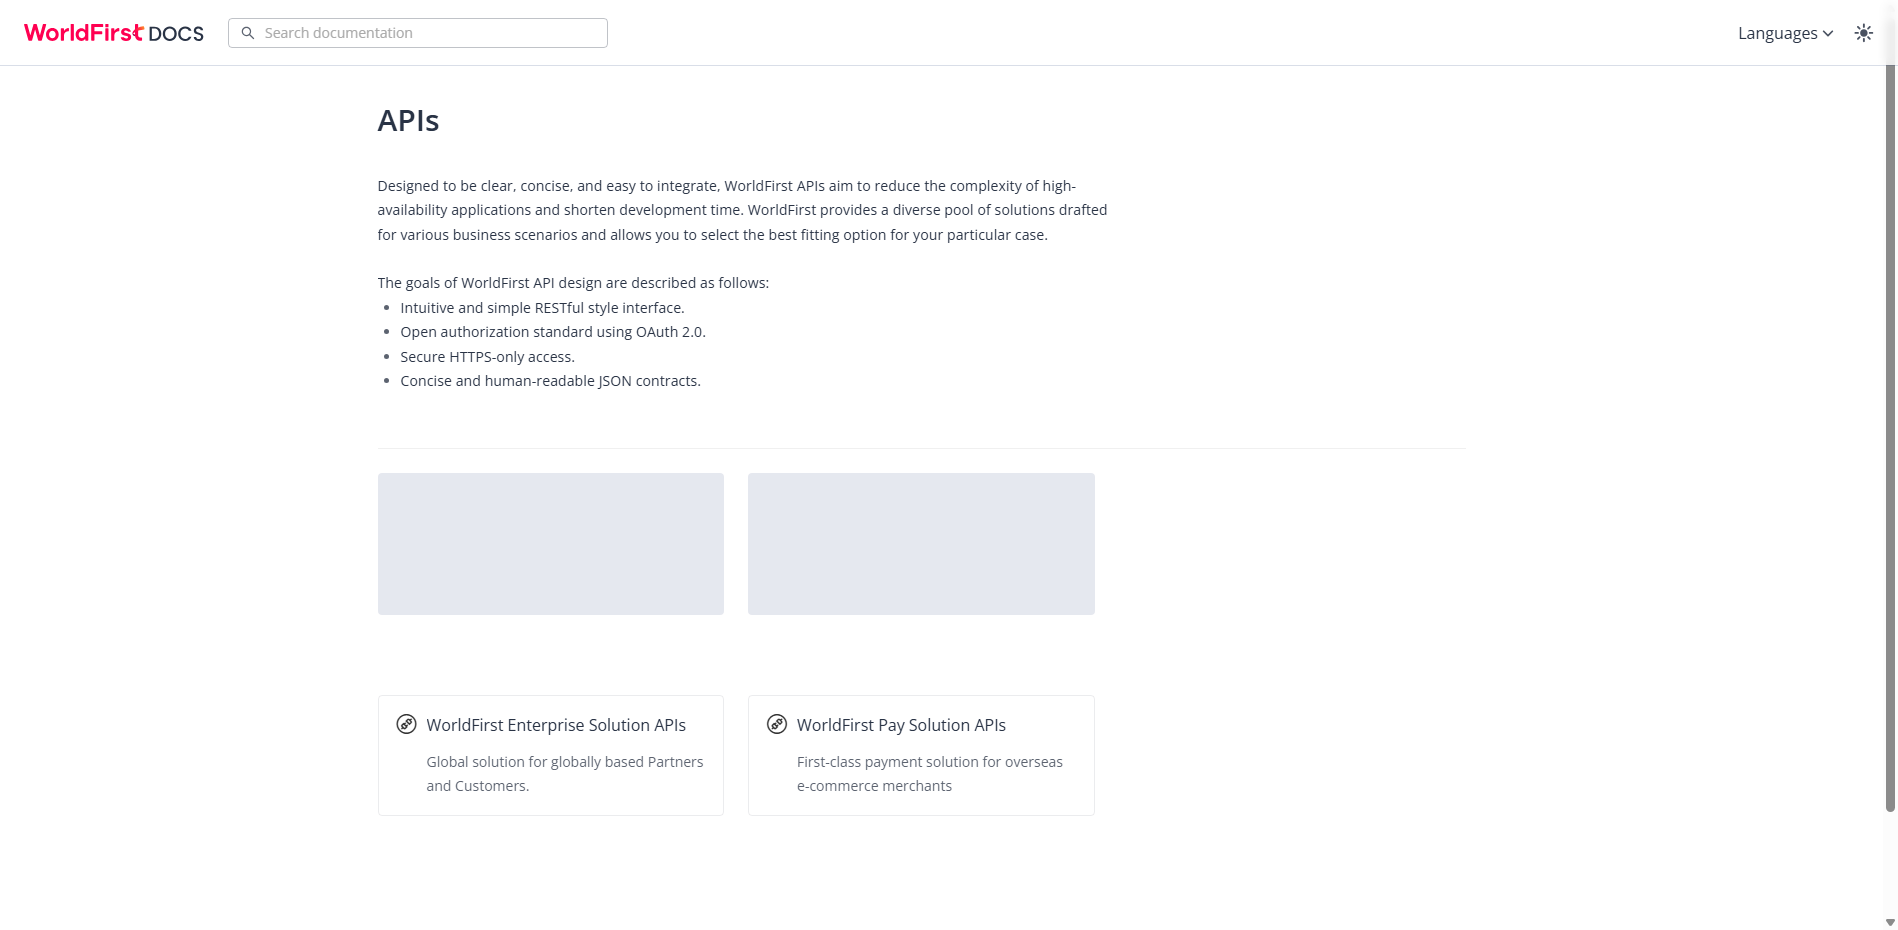 WorldFirst DOCS
Search documentation
Languages
APIs
Designed to be clear, concise, and easy to integrate, WorldFirst APIs aim to reduce the complexity of high-
availability applications and shorten development time. WorldFirst provides a diverse pool of solutions drafted
for various business scenarios and allows you to select the best fitting option for your particular case.
The goals of WorldFirst API design are described as follows:
• Intuitive and simple RESTful style interface.
• Open authorization standard using OAuth 2.0.
• Secure HTTPS-only access.
• Concise and human-readable JSON contracts.
WorldFirst Enterprise Solution APIs
Global solution for globally based Partners
and Customers.
WorldFirst Pay Solution APIs
First-class payment solution for overseas
e-commerce merchants